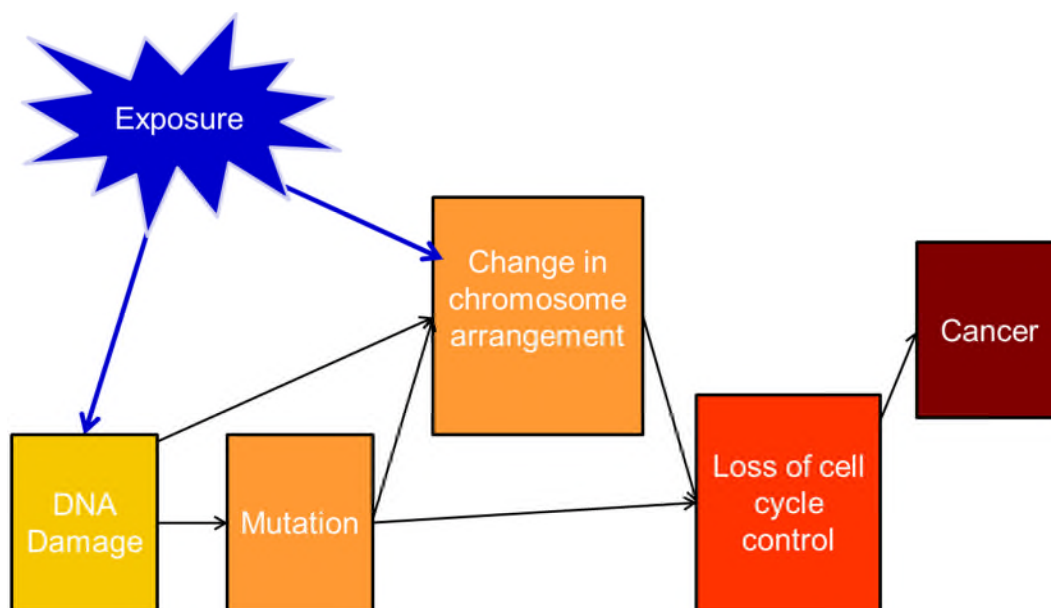 Exposure
Change in
chromosome
arrangement
Cancer
DNA
Damage
Mutation
Loss of cell
cycle
control